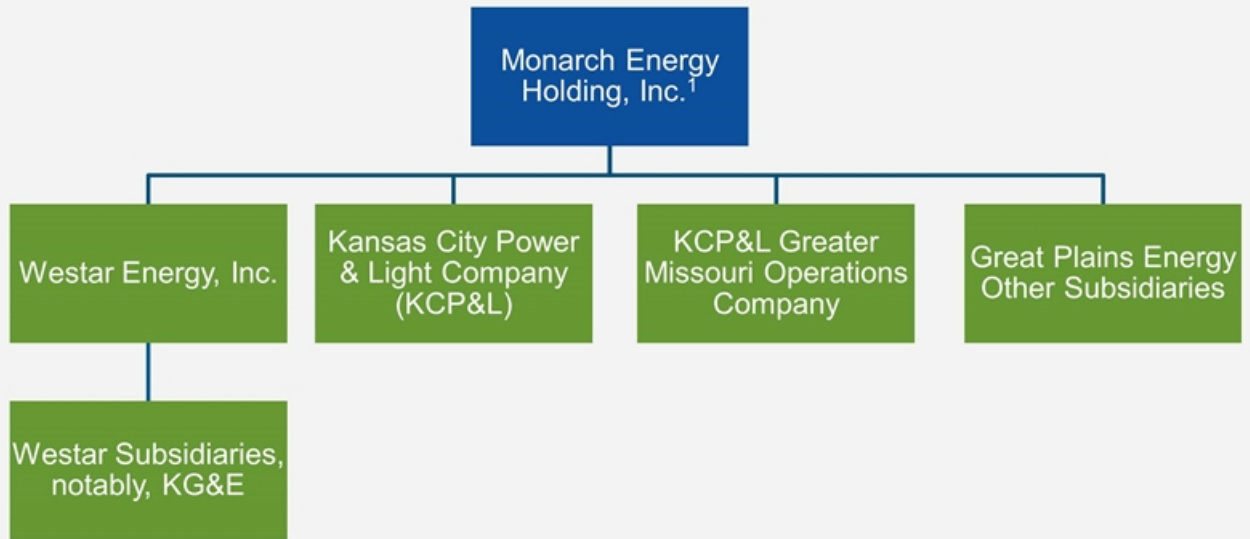 Monarch Energy
Holding, Inc.¹
Westar Energy, Inc.
Kansas City Power
& Light Company
(KCP&L)
KCP&L Greater
Missouri Operations
Company
Great Plains Energy
Other Subsidiaries
Westar Subsidiaries,
notably, KG&E